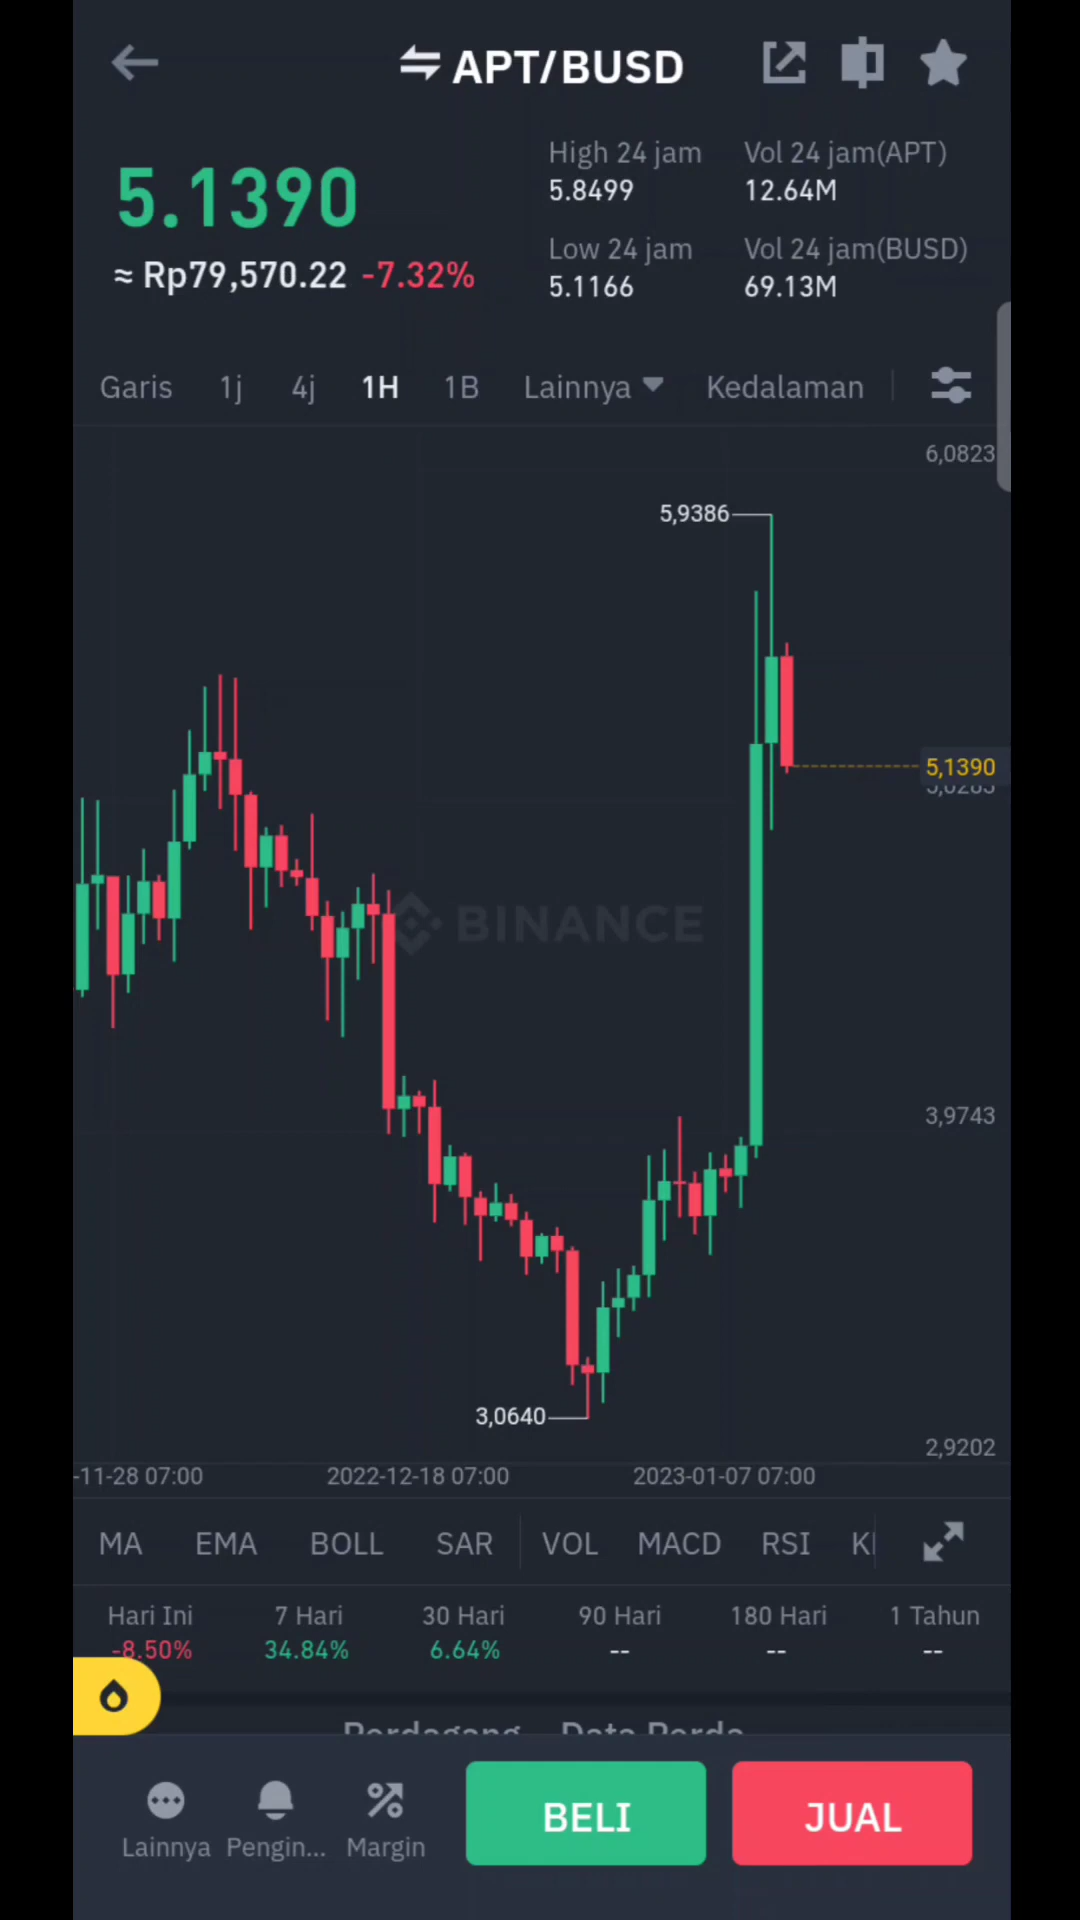 APT/BUSD
5.1390
≈ Rp79,570.22 -7.32%
High 24 jam
5.8499
Vol 24 jam(APT)
12.64M
Low 24 jam
5.1166
Vol 24 jam(BUSD)
69.13M
Garis 1j 4j 1H 1B Lainnya Kedalaman
6,0823
5,9386
5,1390
BINANCE
3,9743
3,0640
2,9202
-11-28 07:00 2022-12-18 07:00 2023-01-07 07:00
MA EMA BOLL SAR VOL MACD RSI
Hari Ini 7 Hari 30 Hari 90 Hari 180 Hari 1 Tahun
-8.50% 34.84% 6.64% -- -- --
Lainnya Pengin... Margin BELI JUAL